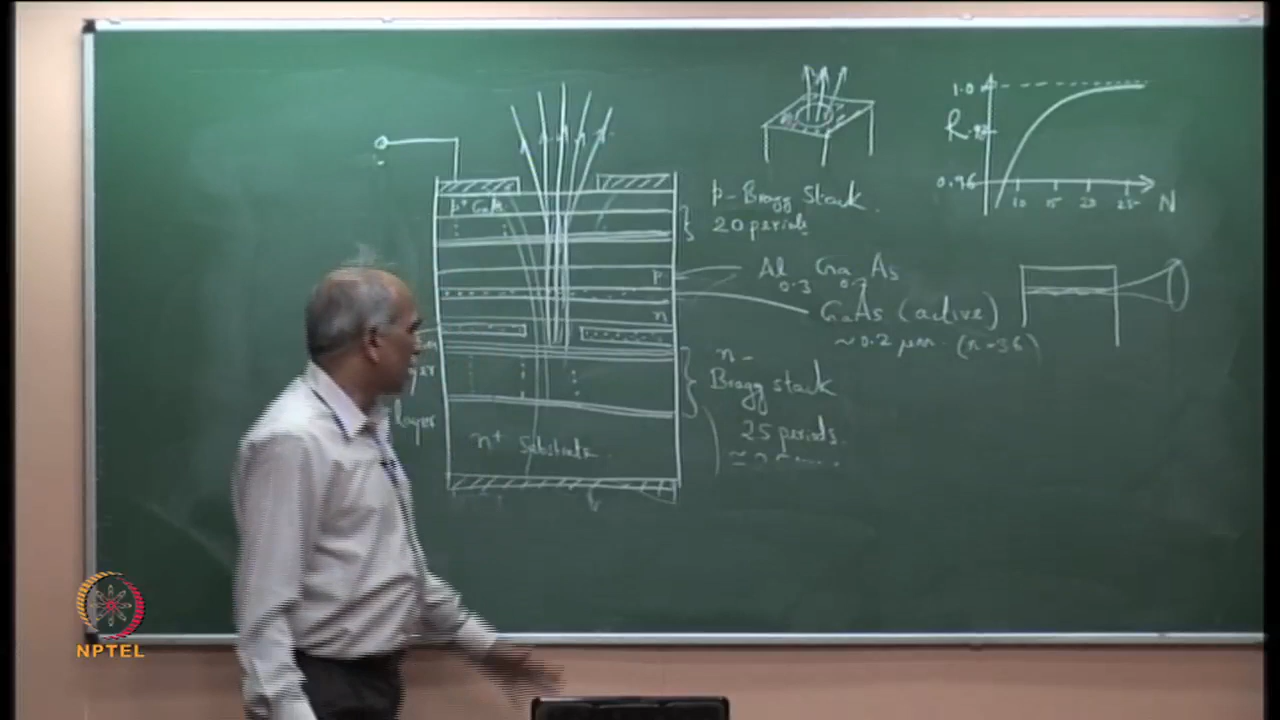 p+ GaAs
p
n
n+ Substrate
layer
p-Bragg Stack
20 periods
Al0.3 Ga0.7 As
GaAs (active)
~0.2 μm (n=3.6)
n-
Bragg stack
25 periods
1.0
R
0.96
10 15 20 25 N
NPTEL